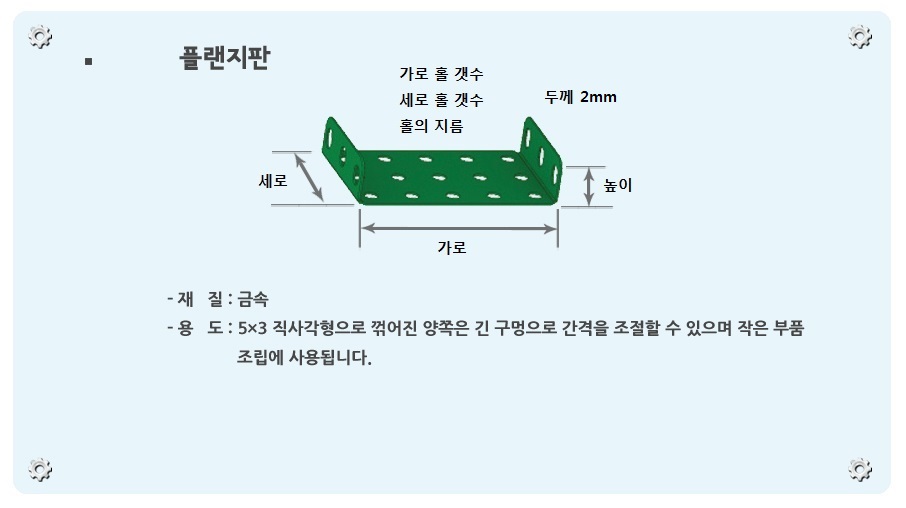 ▪ 플랜지판
가로 홀 갯수
세로 홀 갯수
홀의 지름
두께 2mm
세로
높이
가로
- 재 질 : 금속
- 용 도 : 5×3 직사각형으로 꺾어진 양쪽은 긴 구멍으로 간격을 조절할 수 있으며 작은 부품
조립에 사용됩니다.